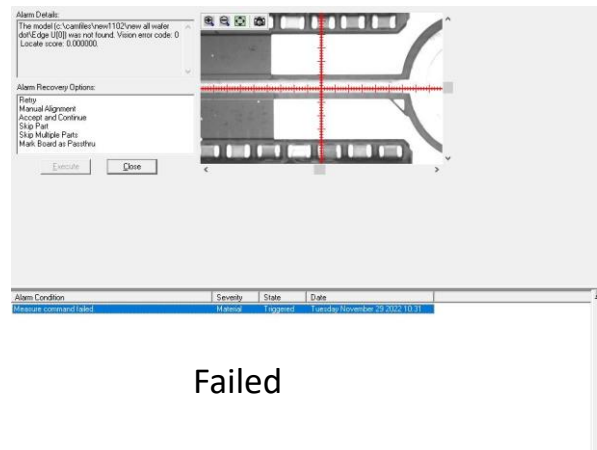 Alarm Details:
The model (c:\camfiles\new1102\new all wafer
dot\Edge U[0]) was not found. Vision error code: 0
Locate score: 0.000000.
Alarm Recovery Options:
Retry
Manual Alignment
Accept and Continue
Skip Part
Skip Multiple Parts
Mark Board as Passthru
Execute Close
Alarm Condition Severity State Date
Measure command failed Material Triggered Tuesday November 29 2022 10:31
Failed